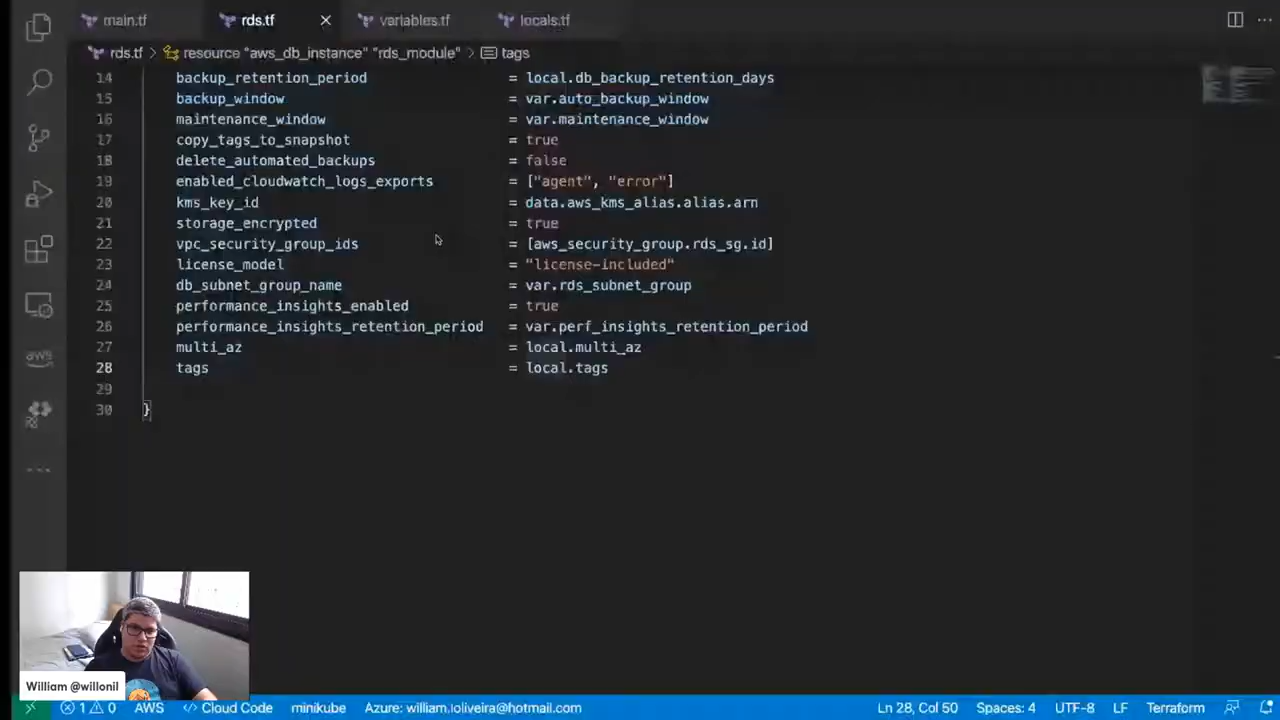 main.tf rds.tf variables.tf locals.tf
rds.tf > resource "aws_db_instance" "rds_module" > tags
14 backup_retention_period = local.db_backup_retention_days
15 backup_window = var.auto_backup_window
16 maintenance_window = var.maintenance_window
17 copy_tags_to_snapshot = true
18 delete_automated_backups = false
19 enabled_cloudwatch_logs_exports = ["agent", "error"]
20 kms_key_id = data.aws_kms_alias.alias.arn
21 storage_encrypted = true
22 vpc_security_group_ids = [aws_security_group.rds_sg.id]
23 license_model = "license-included"
24 db_subnet_group_name = var.rds_subnet_group
25 performance_insights_enabled = true
26 performance_insights_retention_period = var.perf_insights_retention_period
27 multi_az = local.multi_az
28 tags = local.tags
29
30 }
aws
William @willonil
1 0 AWS Cloud Code minikube Azure: william.loliveira@hotmail.com Ln 28, Col 50 Spaces: 4 UTF-8 LF Terraform